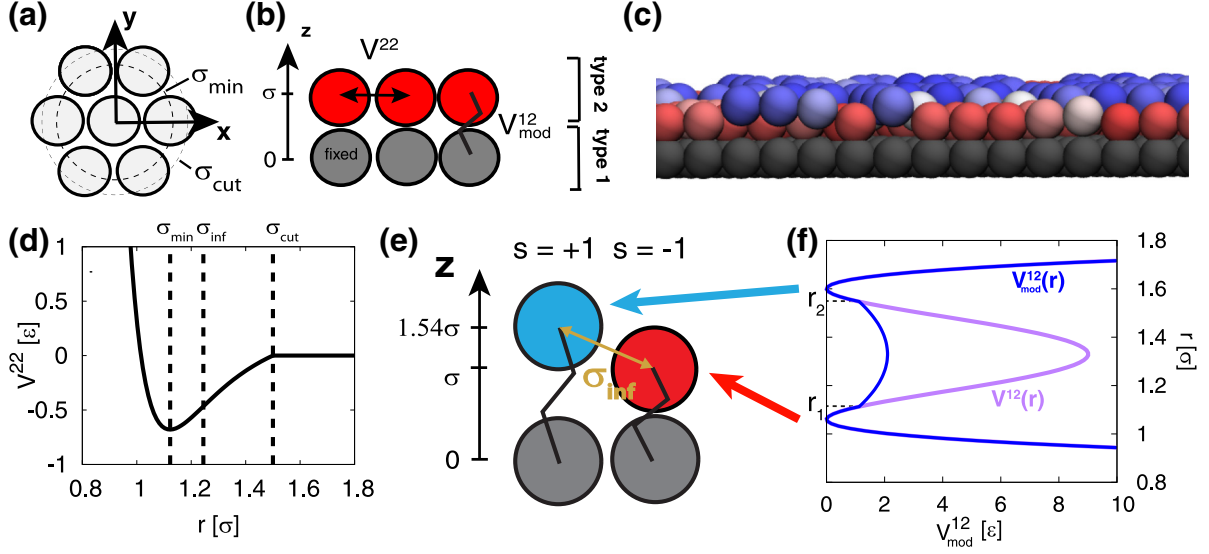 (a)
y
x
σmin
σcut
(b)
z
σ
0
V²²
fixed
V¹²mod
type 2
type 1
(c)
(d)
σmin σinf σcut
1
0.5
0
-0.5
-1
V²² [ε]
0.8 1 1.2 1.4 1.6 1.8
r [σ]
(e)
s = +1 s = -1
z
1.54σ
σ
0
σinf
(f)
V¹²mod(r)
V¹²(r)
r₂
r₁
1.8
1.6
1.4
1.2
1
0.8
r [σ]
0 2 4 6 8 10
V¹²mod [ε]